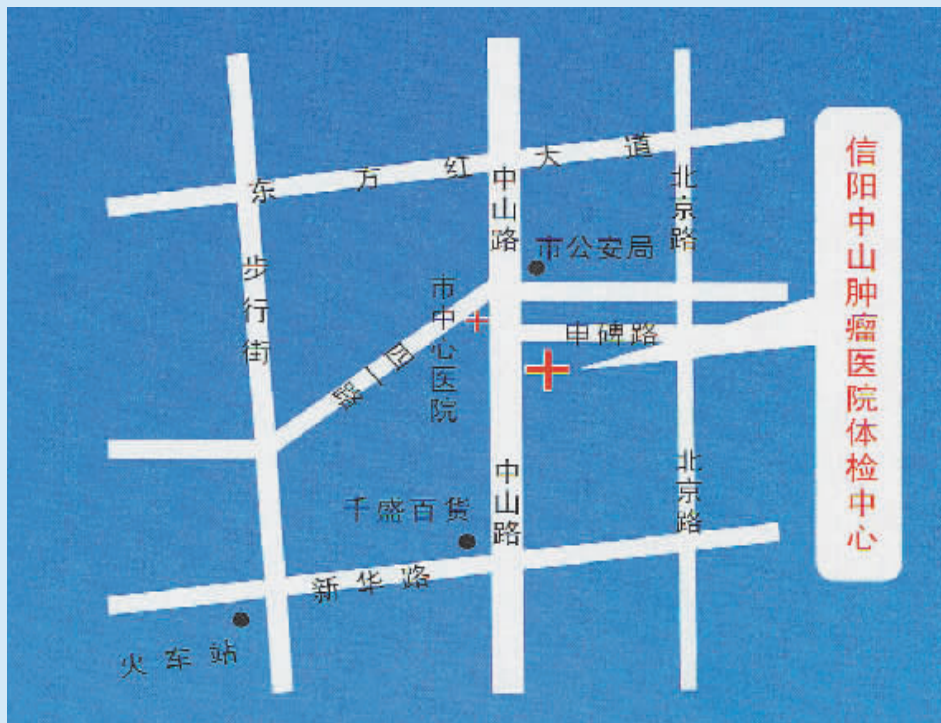 东方红大道
中山路
北京路
市公安局
步行街
市中心医院
申碑路
四一路
中山路
北京路
千盛百货
新华路
火车站
信阳中山肿瘤医院体检中心